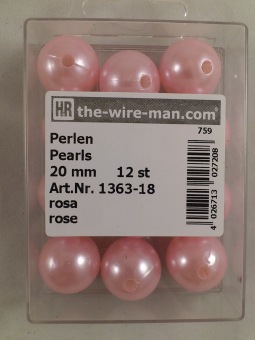 HR the-wire-man.com®
759
Perlen
Pearls
20 mm 12 st
Art.Nr. 1363-18
rosa
rose
4 026713 027208